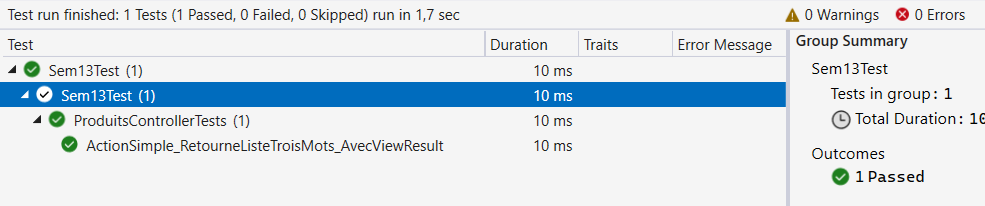 Test run finished: 1 Tests (1 Passed, 0 Failed, 0 Skipped) run in 1,7 sec
0 Warnings
0 Errors
Test
Duration
Traits
Error Message
Sem13Test (1)
10 ms
Sem13Test (1)
10 ms
ProduitsControllerTests (1)
10 ms
ActionSimple_RetourneListeTroisMots_AvecViewResult
10 ms
Group Summary
Sem13Test
Tests in group: 1
Total Duration: 10
Outcomes
1 Passed